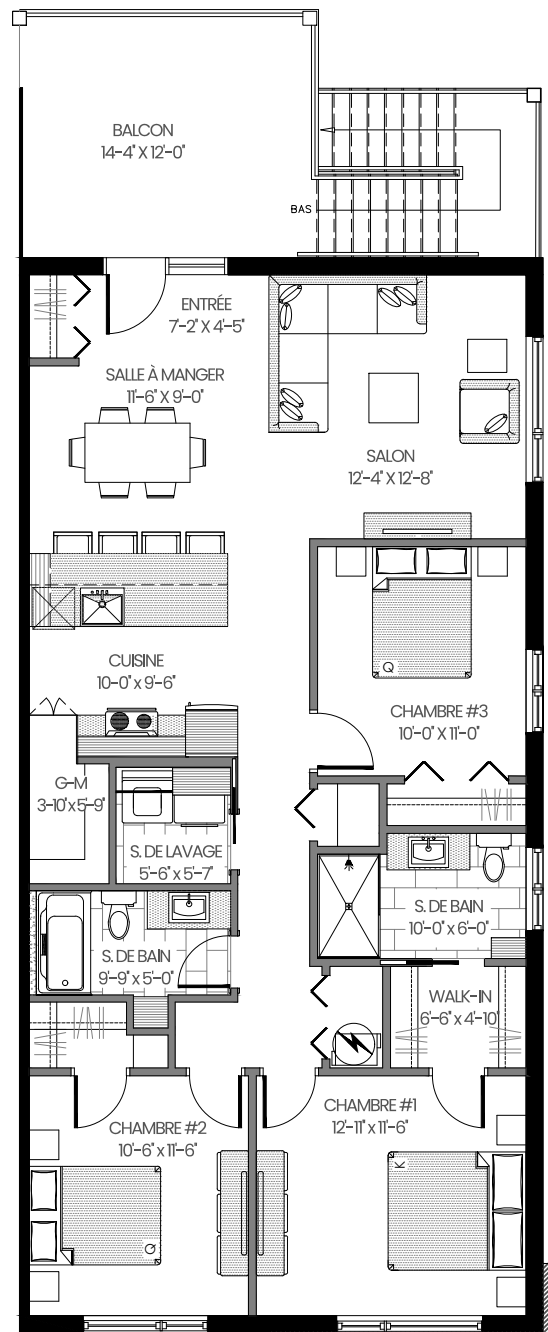 BALCON
14'-4" X 12'-0"
BAS
ENTRÉE
7'-2" X 4'-5"
SALLE À MANGER
11'-6" X 9'-0"
SALON
12'-4" X 12'-8"
CUISINE
10'-0" X 9'-6"
Q
CHAMBRE #3
10'-0" X 11'-0"
G-M
3-10" x 5'-9"
S. DE LAVAGE
5'-6" x 5'-7"
S. DE BAIN
10'-0" x 6'-0"
S. DE BAIN
9'-9" x 5'-0"
WALK-IN
6'-6" x 4'-10"
CHAMBRE #2
10'-6" x 11'-6"
CHAMBRE #1
12'-11" x 11'-6"
K
Q